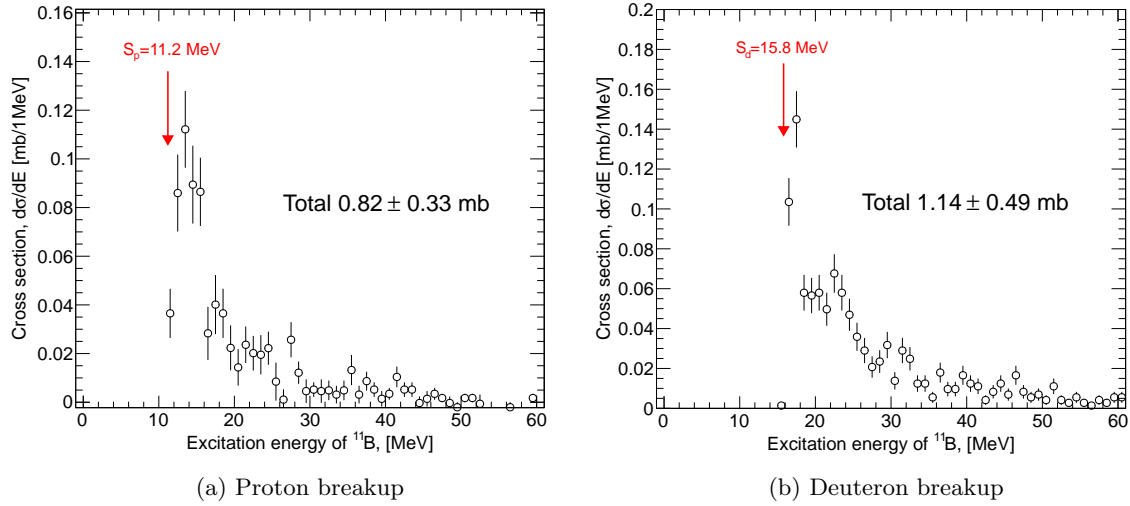 0.16
0.14
0.12
0.1
0.08
0.06
0.04
0.02
0
Cross section, dσ/dE [mb/1MeV]
S_p=11.2 MeV
Total 0.82 ± 0.33 mb
0 10 20 30 40 50 60
Excitation energy of ¹¹B, [MeV]
(a) Proton breakup
0.2
0.18
0.16
0.14
0.12
0.1
0.08
0.06
0.04
0.02
0
Cross section, dσ/dE [mb/1MeV]
S_d=15.8 MeV
Total 1.14 ± 0.49 mb
0 10 20 30 40 50 60
Excitation energy of ¹¹B, [MeV]
(b) Deuteron breakup